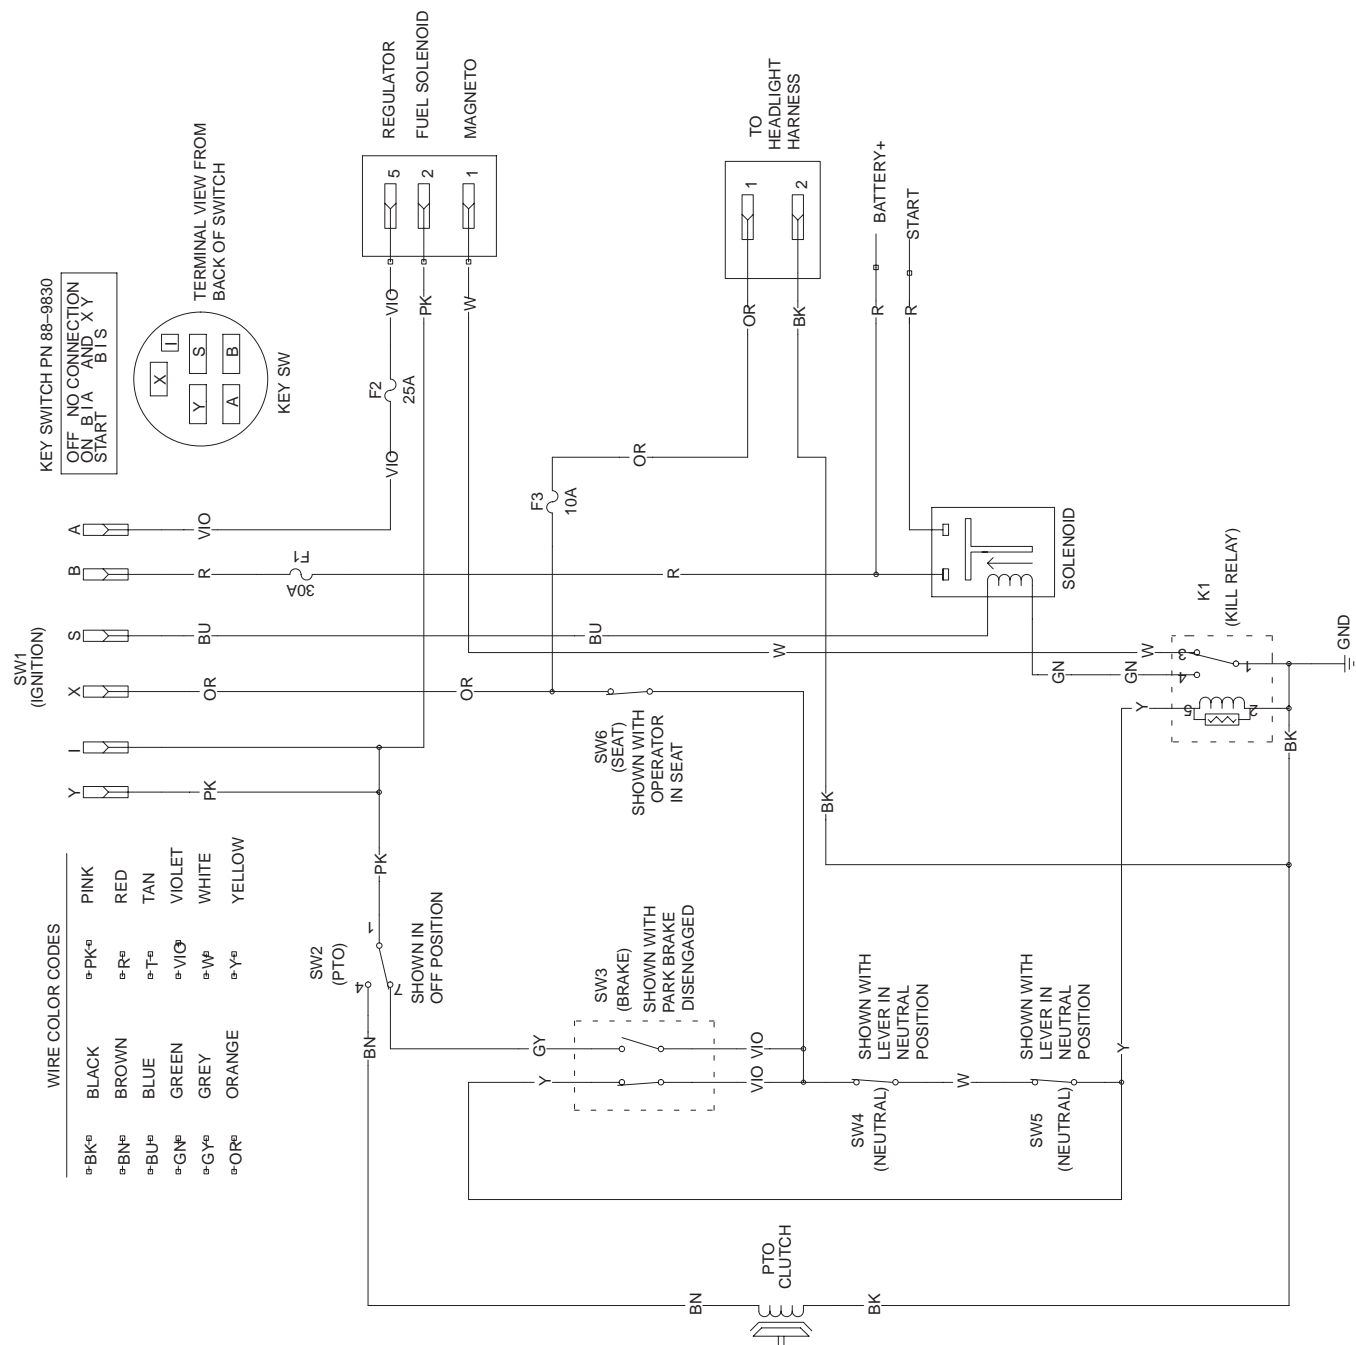 KEY SWITCH PN 88–9830
OFF NO CONNECTION
ON B I A AND X Y
START B I S
TERMINAL VIEW FROM
BACK OF SWITCH
X
I
Y
S
A
B
KEY SW
REGULATOR
FUEL SOLENOID
MAGNETO
5
2
1
VIO
PK
W
F2
25A
VIO
TO
HEADLIGHT
HARNESS
1
2
OR
BK
BATTERY+
START
R
R
SW1
(IGNITION)
A
B
S
X
I
Y
VIO
R
F1
30A
R
BU
BU
OR
OR
PK
F3
10A
OR
SOLENOID
W
W
GN
GN
K1
(KILL RELAY)
3
4
1
5
2
Y
BK
GND
SW6
(SEAT)
SHOWN WITH
OPERATOR
IN SEAT
BK
WIRE COLOR CODES
BK BLACK PK PINK
BN BROWN R RED
BU BLUE T TAN
GN GREEN VIO VIOLET
GY GREY W WHITE
OR ORANGE Y YELLOW
PK
1
4
7
SW2
(PTO)
SHOWN IN
OFF POSITION
BN
GY
Y
SW3
(BRAKE)
SHOWN WITH
PARK BRAKE
DISENGAGED
VIO VIO
VIO VIO
SHOWN WITH
LEVER IN
NEUTRAL
POSITION
SW4
(NEUTRAL)
W
SHOWN WITH
LEVER IN
NEUTRAL
POSITION
SW5
(NEUTRAL)
Y
BN
PTO
CLUTCH
BK